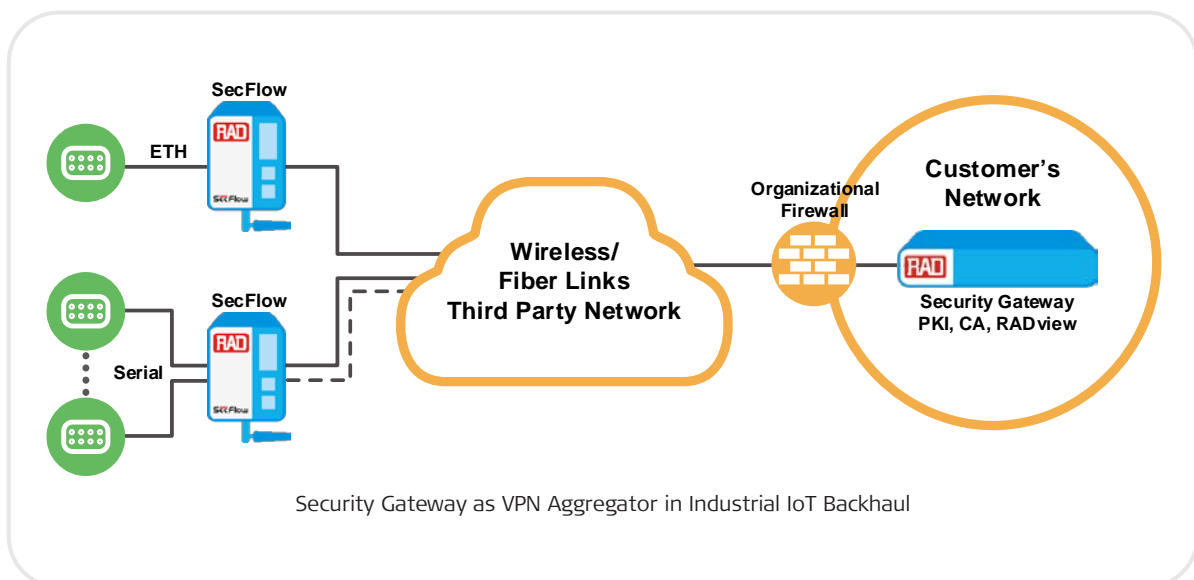 SecFlow
ETH
RAD
SecFlow
SecFlow
Serial
RAD
SecFlow
Wireless/
Fiber Links
Third Party Network
Organizational
Firewall
Customer's
Network
RAD
Security Gateway
PKI, CA, RADview
Security Gateway as VPN Aggregator in Industrial IoT Backhaul